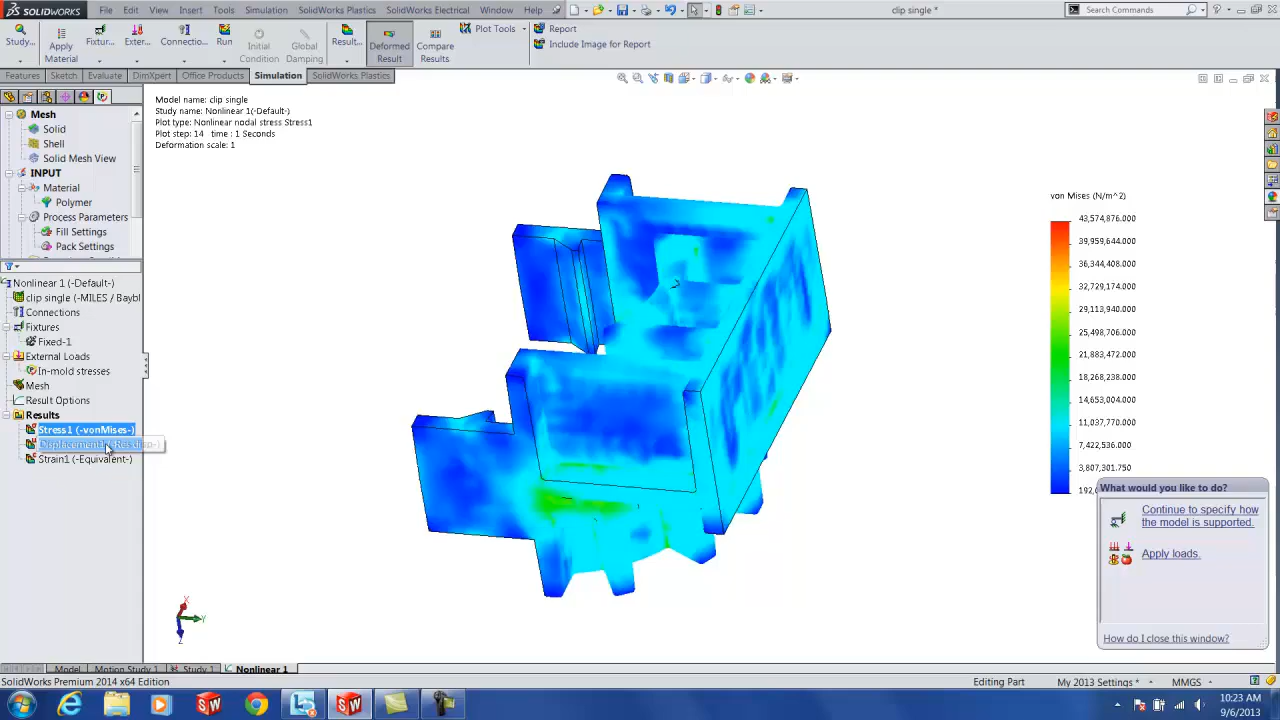 SOLIDWORKS
File Edit View Insert Tools Simulation SolidWorks Plastics SolidWorks Electrical Window Help
clip single *
Search Commands
Study...
Apply Material
Fixtur...
Exter...
Connectio...
Run
Initial Condition
Global Damping
Result...
Deformed Result
Compare Results
Plot Tools
Report
Include Image for Report
Features Sketch Evaluate DimXpert Office Products Simulation SolidWorks Plastics
Mesh
Solid
Shell
Solid Mesh View
INPUT
Material
Polymer
Process Parameters
Fill Settings
Pack Settings
Nonlinear 1 (-Default-)
clip single (-MILES / Baybl
Connections
Fixtures
Fixed-1
External Loads
In-mold stresses
Mesh
Result Options
Results
Stress1 (-vonMises-)
Displacement1 (-Res disp-)
Strain1 (-Equivalent-)
Model name: clip single
Study name: Nonlinear 1(-Default-)
Plot type: Nonlinear nodal stress Stress1
Plot step: 14 time : 1 Seconds
Deformation scale: 1
von Mises (N/m^2)
43,574,876.000
39,959,644.000
36,344,408.000
32,729,174.000
29,113,940.000
25,498,706.000
21,883,472.000
18,268,238.000
14,653,004.000
11,037,770.000
7,422,536.000
3,807,301.750
192,
What would you like to do?
Continue to specify how the model is supported.
Apply loads.
How do I close this window?
X
Y
Z
Model Motion Study 1 Study 1 Nonlinear 1
SolidWorks Premium 2014 x64 Edition
Editing Part
My 2013 Settings *
MMGS
10:23 AM
9/6/2013